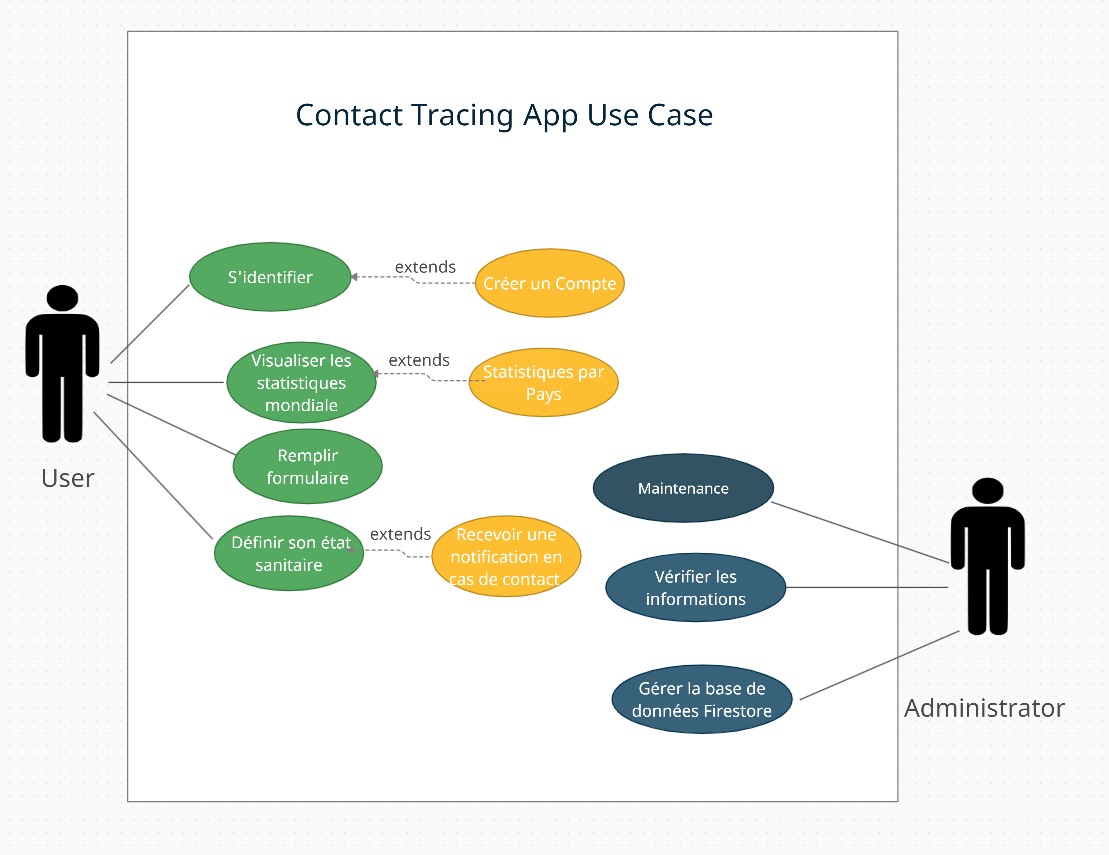 Contact Tracing App Use Case
S'identifier
extends
Créer un Compte
Visualiser les
statistiques
mondiale
extends
Statistiques par
Pays
Remplir
formulaire
User
Définir son état
sanitaire
extends
Recevoir une
notification en
cas de contact
Maintenance
Vérifier les
informations
Gérer la base de
données Firestore
Administrator